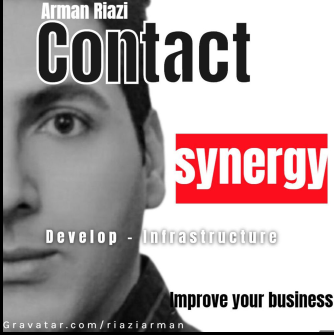 Arman Riazi
Contact
synergy
Develop - Infrastructure
Improve your business
Gravatar.com/riaziarman